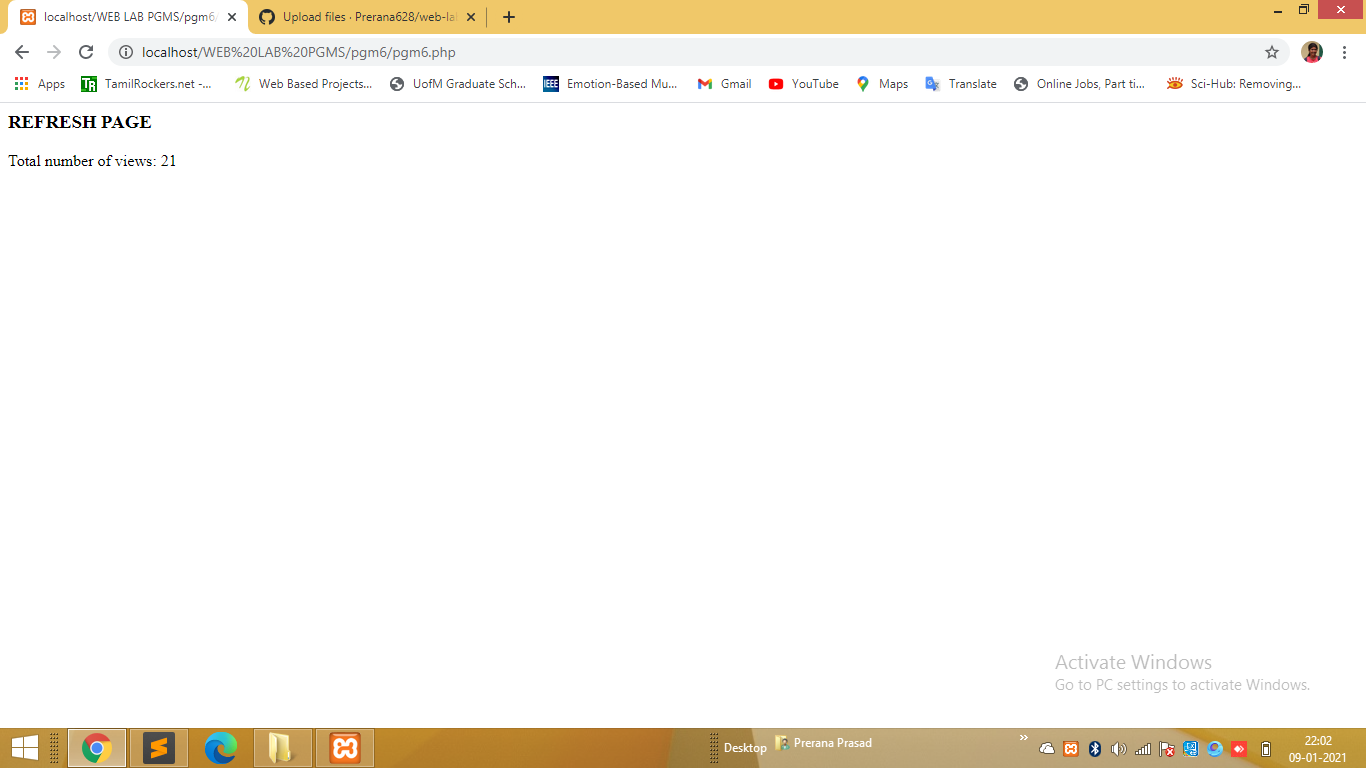 localhost/WEB LAB PGMS/pgm6/
Upload files · Prerana628/web-la
localhost/WEB%20LAB%20PGMS/pgm6/pgm6.php
Apps
TR
TamilRockers.net -...
Web Based Projects...
UofM Graduate Sch...
IEEE
Emotion-Based Mu...
Gmail
YouTube
Maps
Translate
Online Jobs, Part ti...
Sci-Hub: Removing...
REFRESH PAGE
Total number of views: 21
Activate Windows
Go to PC settings to activate Windows.
Desktop
Prerana Prasad
22:02
09-01-2021